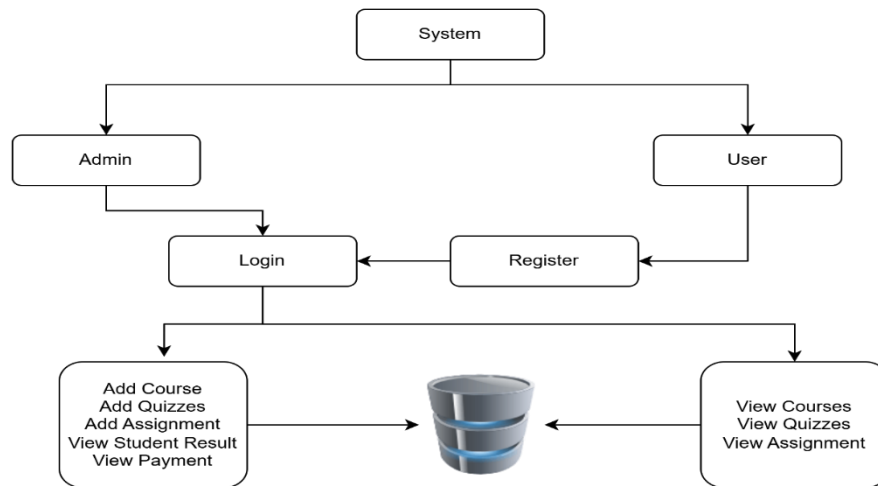 System
Admin
User
Login
Register
Add Course
Add Quizzes
Add Assignment
View Student Result
View Payment
View Courses
View Quizzes
View Assignment